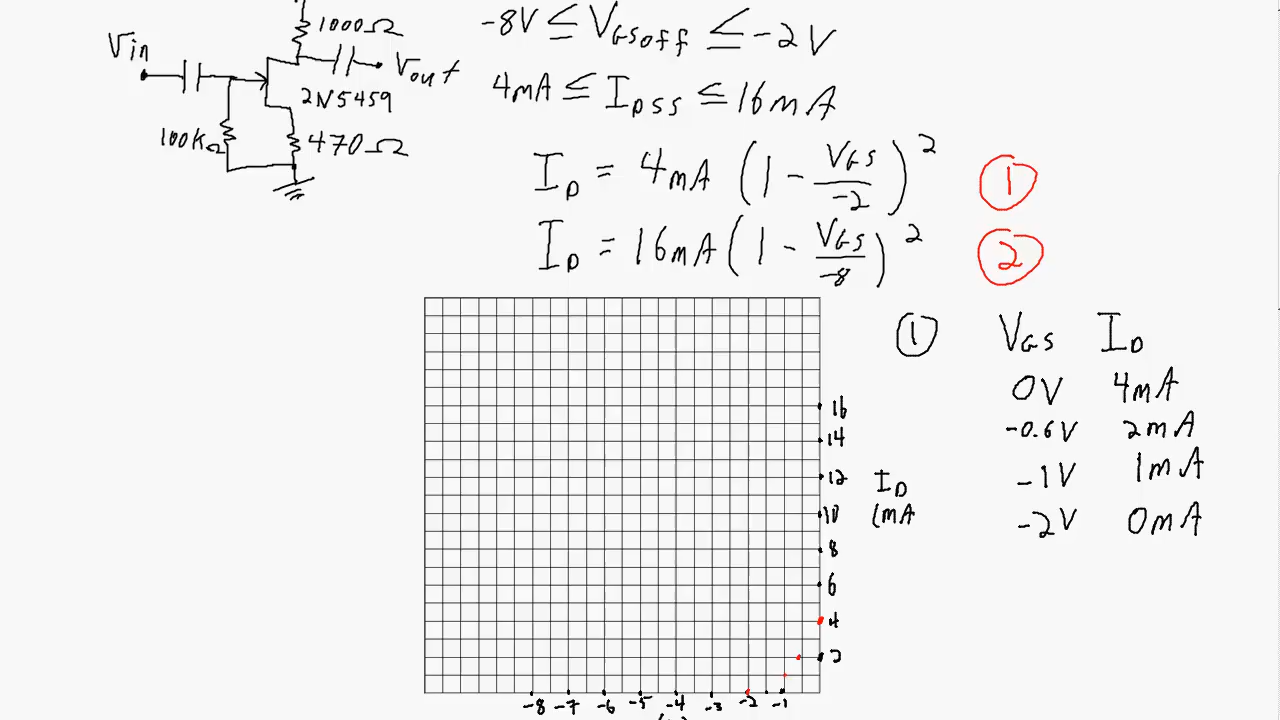 1000Ω
Vin
Vout
2N5459
100KΩ
470Ω
-8V ≤ VGSoff ≤ -2V
4mA ≤ IDSS ≤ 16mA
ID = 4mA (1 - VGS/-2)² ①
ID = 16mA (1 - VGS/-8)² ②
① VGS ID
0V 4mA
-0.6V 2mA
-1V 1mA
-2V 0mA
16
14
12
10
8
6
4
2
ID
(mA
-8 -7 -6 -5 -4 -3 -2 -1